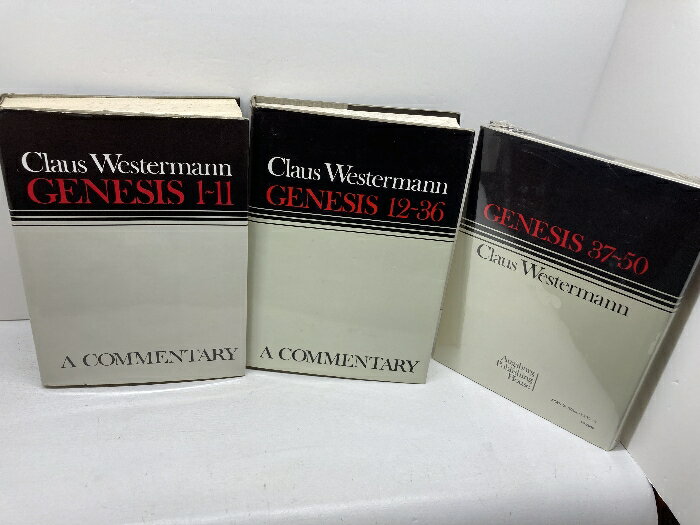 Claus Westermann
GENESIS 1-11
A COMMENTARY
Claus Westermann
GENESIS 12-36
A COMMENTARY
GENESIS 37-50
Claus Westermann
Augsburg
Publishing
House